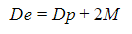 De = Dp + 2M